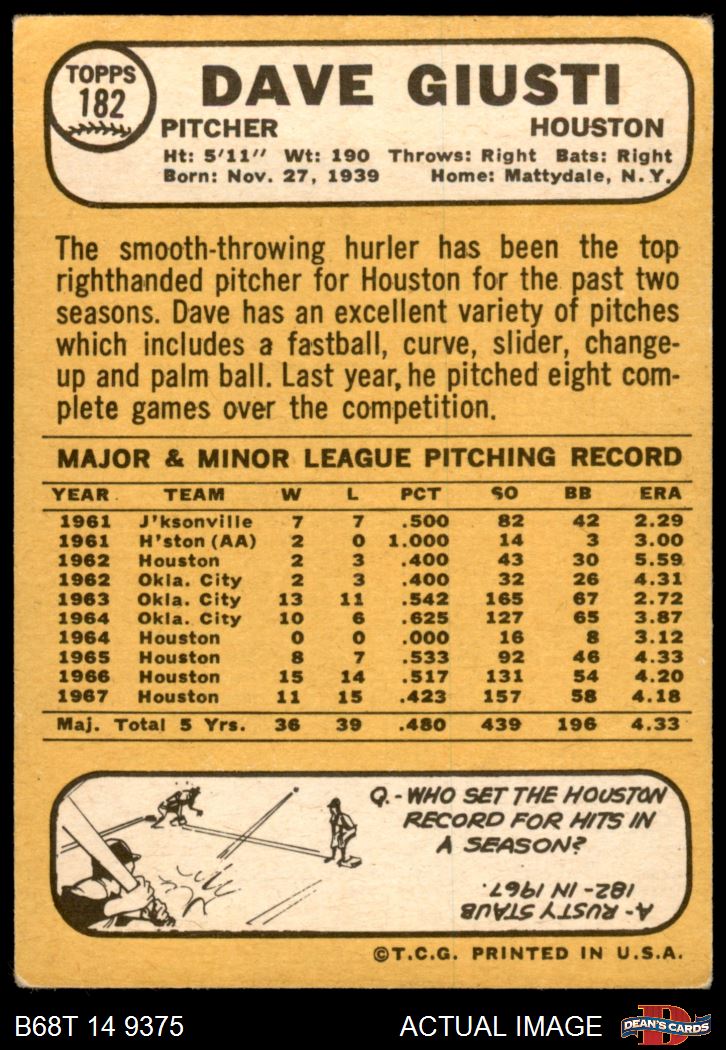 TOPPS
182
DAVE GIUSTI
PITCHER HOUSTON
Ht: 5'11" Wt: 190 Throws: Right Bats: Right
Born: Nov. 27, 1939 Home: Mattydale, N.Y.
The smooth-throwing hurler has been the top
righthanded pitcher for Houston for the past two
seasons. Dave has an excellent variety of pitches
which includes a fastball, curve, slider, change-
up and palm ball. Last year, he pitched eight com-
plete games over the competition.
MAJOR & MINOR LEAGUE PITCHING RECORD
YEAR TEAM W L PCT SO BB ERA
1961 J'ksonville 7 7 .500 82 42 2.29
1961 H'ston (AA) 2 0 1.000 14 3 3.00
1962 Houston 2 3 .400 43 30 5.59
1962 Okla. City 2 3 .400 32 26 4.31
1963 Okla. City 13 11 .542 165 67 2.72
1964 Okla. City 10 6 .625 127 65 3.87
1964 Houston 0 0 .000 16 8 3.12
1965 Houston 8 7 .533 92 46 4.33
1966 Houston 15 14 .517 131 54 4.20
1967 Houston 11 15 .423 157 58 4.18
Maj. Total 5 Yrs. 36 39 .480 439 196 4.33
Q.- WHO SET THE HOUSTON
RECORD FOR HITS IN
A SEASON?
A- RUSTY STAUB
182- IN 1967.
©T.C.G. PRINTED IN U.S.A.
B68T 14 9375 ACTUAL IMAGE
D
DEAN'S CARDS